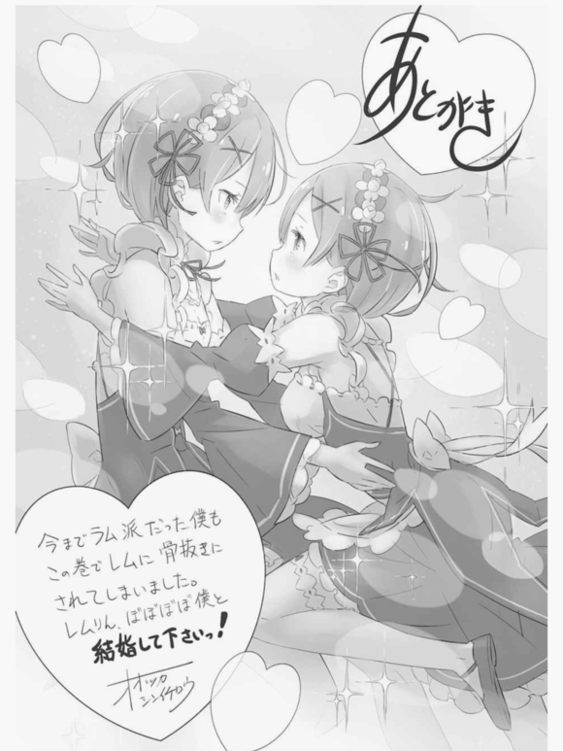 あとがき
今までラム派だった僕も
この巻でレムに骨抜きに
されてしまいました。
レムりん、ぼぼぼぼ僕と
結婚して下さいっ!
オオツカ
シンイチロウ